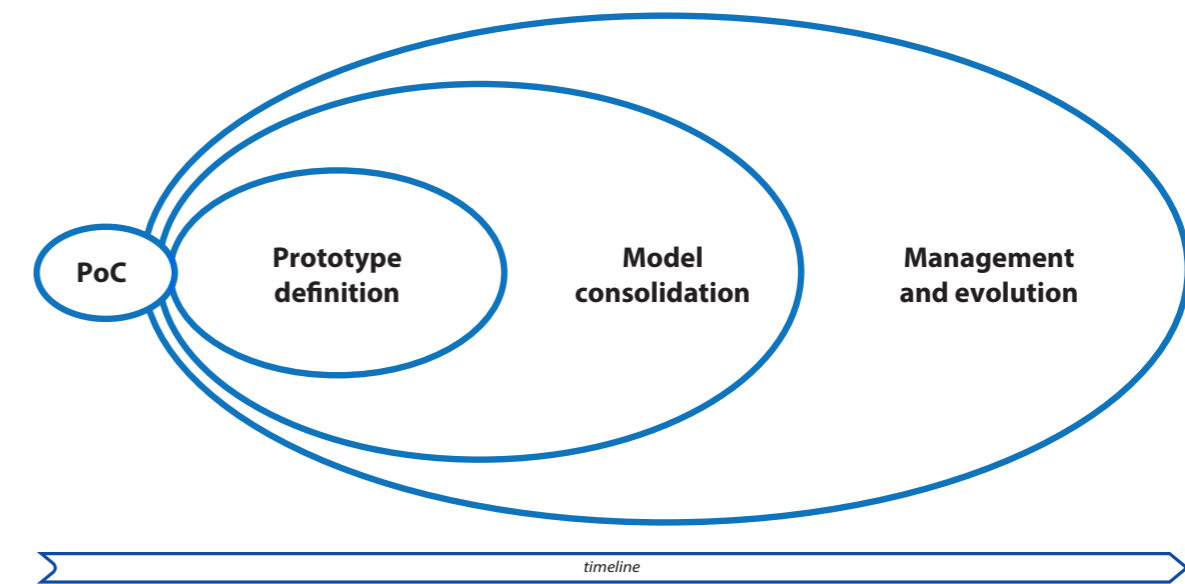 PoC
Prototype
definition
Model
consolidation
Management
and evolution
timeline